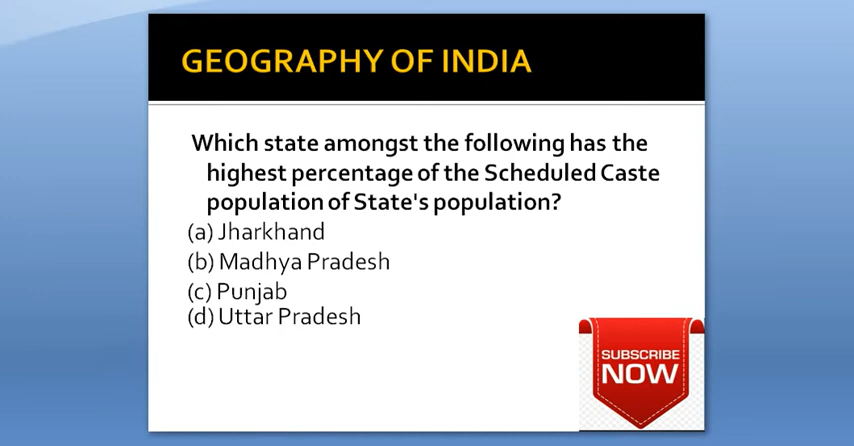 GEOGRAPHY OF INDIA
Which state amongst the following has the
highest percentage of the Scheduled Caste
population of State's population?
(a) Jharkhand
(b) Madhya Pradesh
(c) Punjab
(d) Uttar Pradesh
SUBSCRIBE
NOW